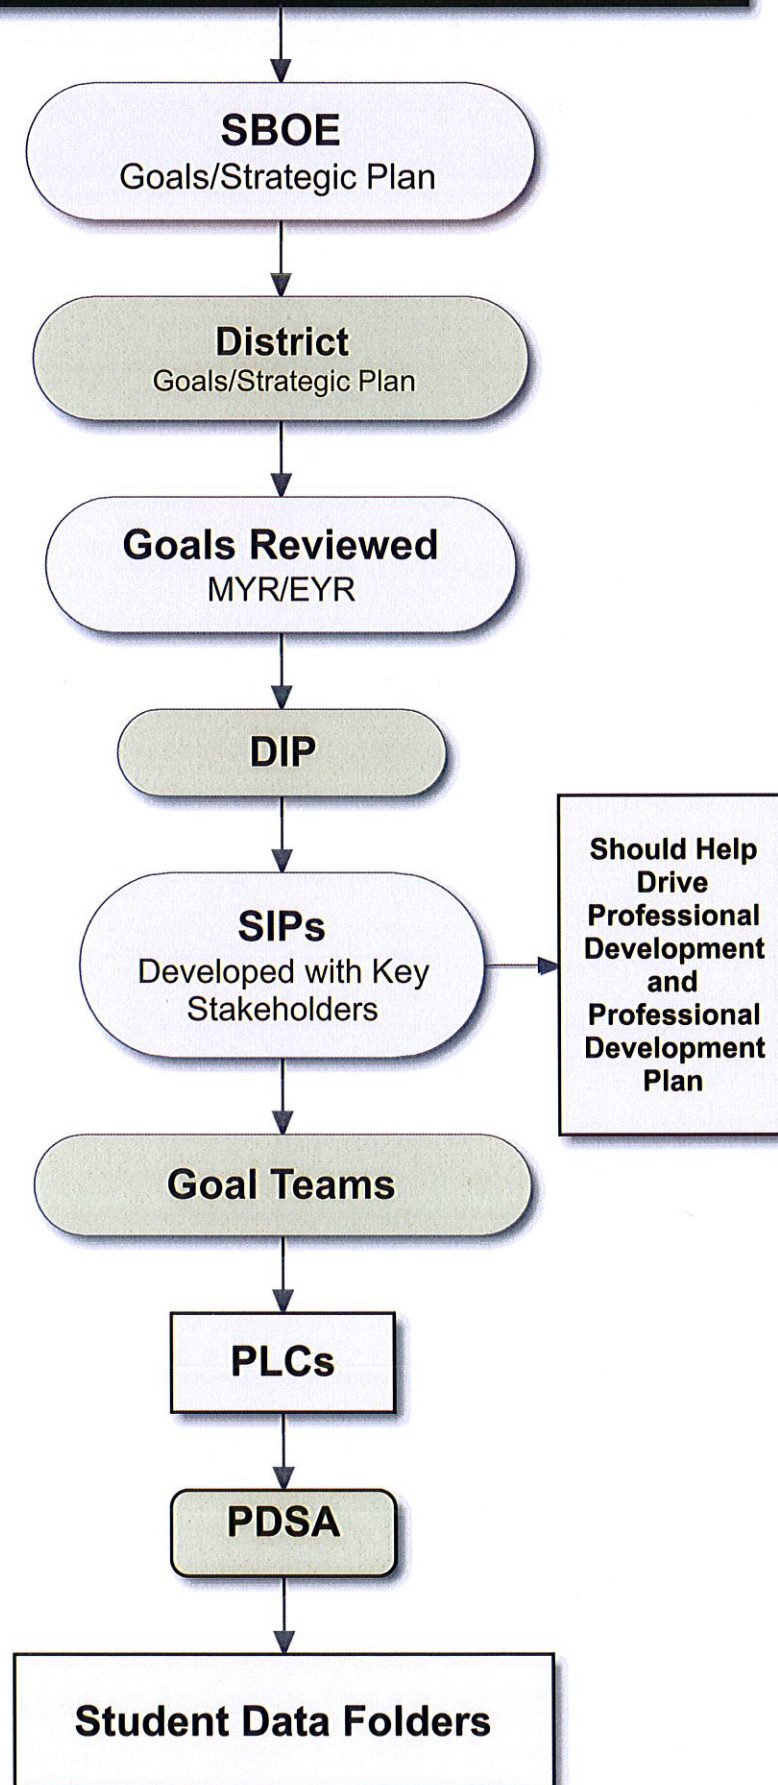 SBOE
Goals/Strategic Plan
District
Goals/Strategic Plan
Goals Reviewed
MYR/EYR
DIP
SIPs
Developed with Key
Stakeholders
Should Help
Drive
Professional
Development
and
Professional
Development
Plan
Goal Teams
PLCs
PDSA
Student Data Folders